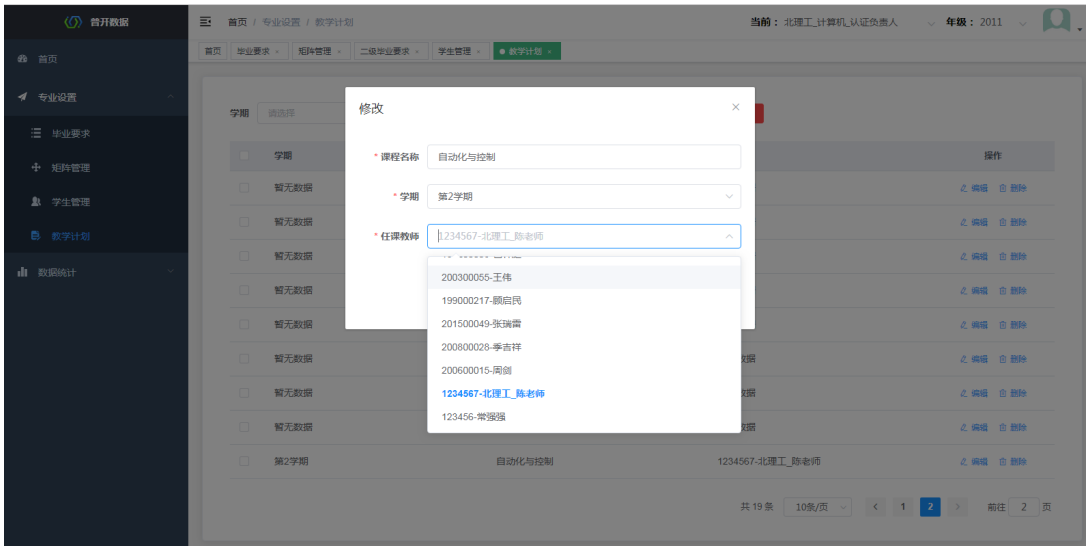 普开数据
首页 / 专业设置 / 教学计划
当前： 北理工_计算机_认证负责人
年级： 2011
首页
毕业要求 ×
矩阵管理 ×
二级毕业要求 ×
学生管理 ×
教学计划 ×
首页
专业设置
毕业要求
矩阵管理
学生管理
教学计划
数据统计
学期 请选择
修改 ×
* 课程名称 自动化与控制
* 学期 第2学期
* 任课教师 1234567-北理工_陈老师
200300055-王伟
199000217-顾启民
201500049-张瑞雷
200800028-季吉祥
200600015-周剑
1234567-北理工_陈老师
123456-常强强
学期 操作
暂无数据 编辑 删除
暂无数据 编辑 删除
暂无数据 编辑 删除
暂无数据 编辑 删除
暂无数据 编辑 删除
暂无数据 数据 编辑 删除
暂无数据 数据 编辑 删除
暂无数据 数据 编辑 删除
第2学期 自动化与控制 1234567-北理工_陈老师 编辑 删除
共 19 条 10条/页 < 1 2 > 前往 2 页